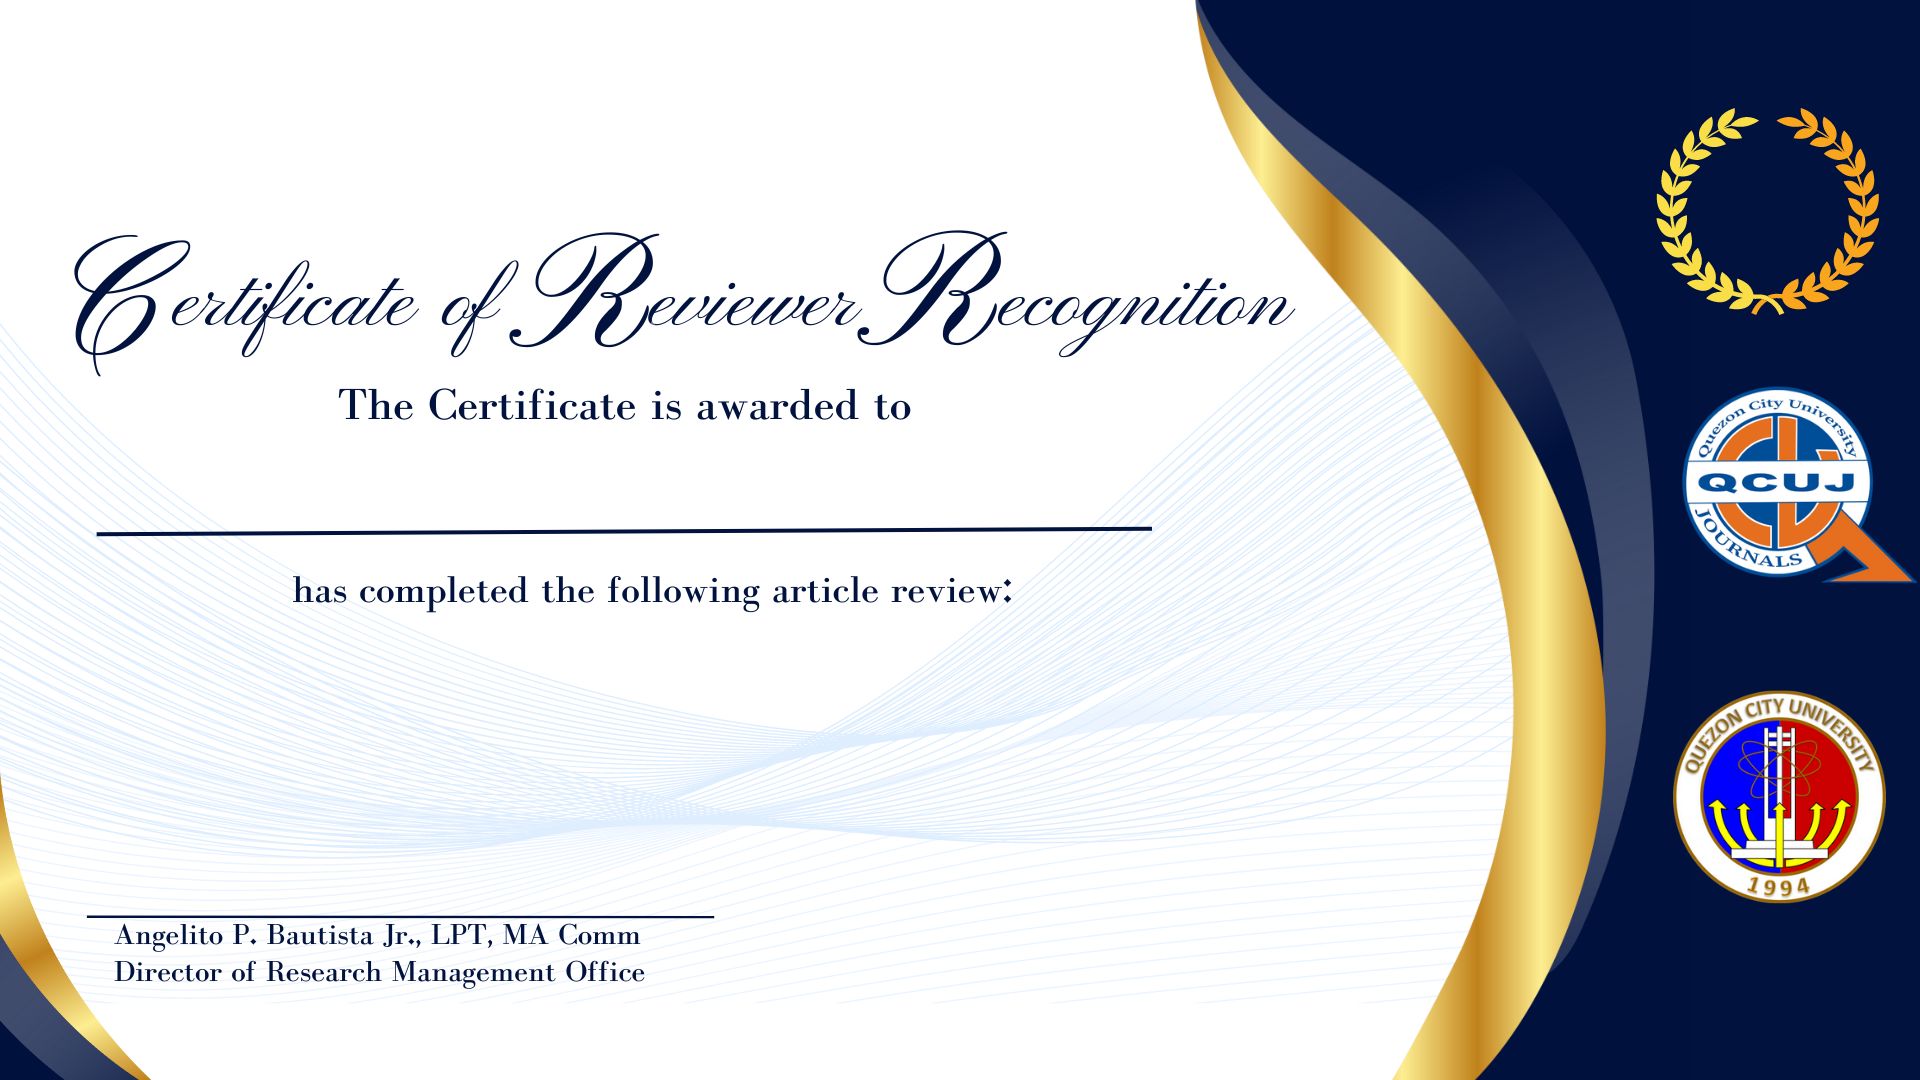 Certificate of Reviewer Recognition
The Certificate is awarded to
has completed the following article review:
Angelito P. Bautista Jr., LPT, MA Comm
Director of Research Management Office
Quezon City University
QCUJ
JOURNALS
QUEZON CITY UNIVERSITY
1994